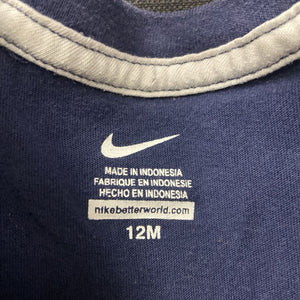 MADE IN INDONESIA
FABRIQUE EN INDONESIE
HECHO EN INDONESIA
nikebetterworld.com
12M